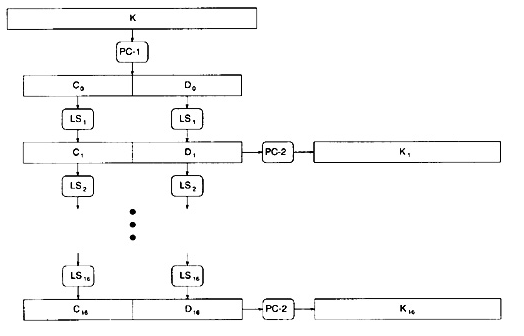 K
PC-1
C₀ D₀
LS₁ LS₁
C₁ D₁ PC-2 K₁
LS₂ LS₂
LS₁₆ LS₁₆
C₁₆ D₁₆ PC-2 K₁₆